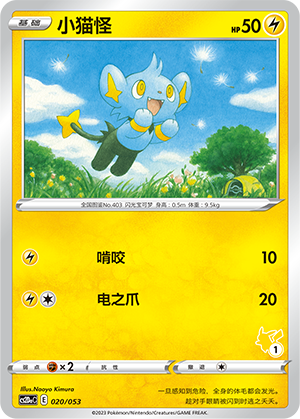 基础 小猫怪 HP50
全国图鉴No.403 闪光宝可梦 身高：0.5m 体重：9.5kg
啃咬 10
电之爪 20
1
弱点 ×2 抵抗力 撤退
Illus.Naoyo Kimura
E 020/053
一旦感知到危险，全身的体毛都会发光。
趁对手眼睛被闪到时逃之夭夭。
©2023 Pokémon/Nintendo/Creatures/GAME FREAK.